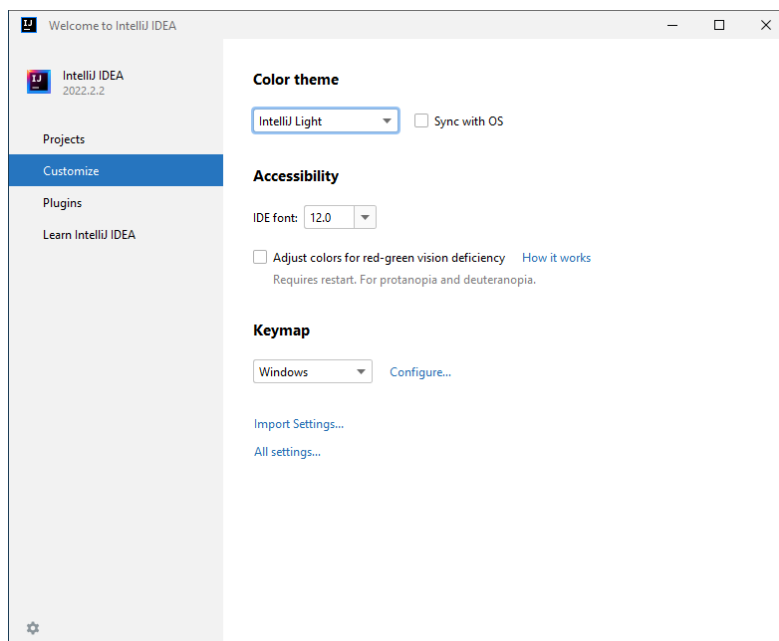 Welcome to IntelliJ IDEA
IntelliJ IDEA
2022.2.2
Projects
Customize
Plugins
Learn IntelliJ IDEA
Color theme
IntelliJ Light
Sync with OS
Accessibility
IDE font: 12.0
Adjust colors for red-green vision deficiency How it works
Requires restart. For protanopia and deuteranopia.
Keymap
Windows Configure...
Import Settings...
All settings...